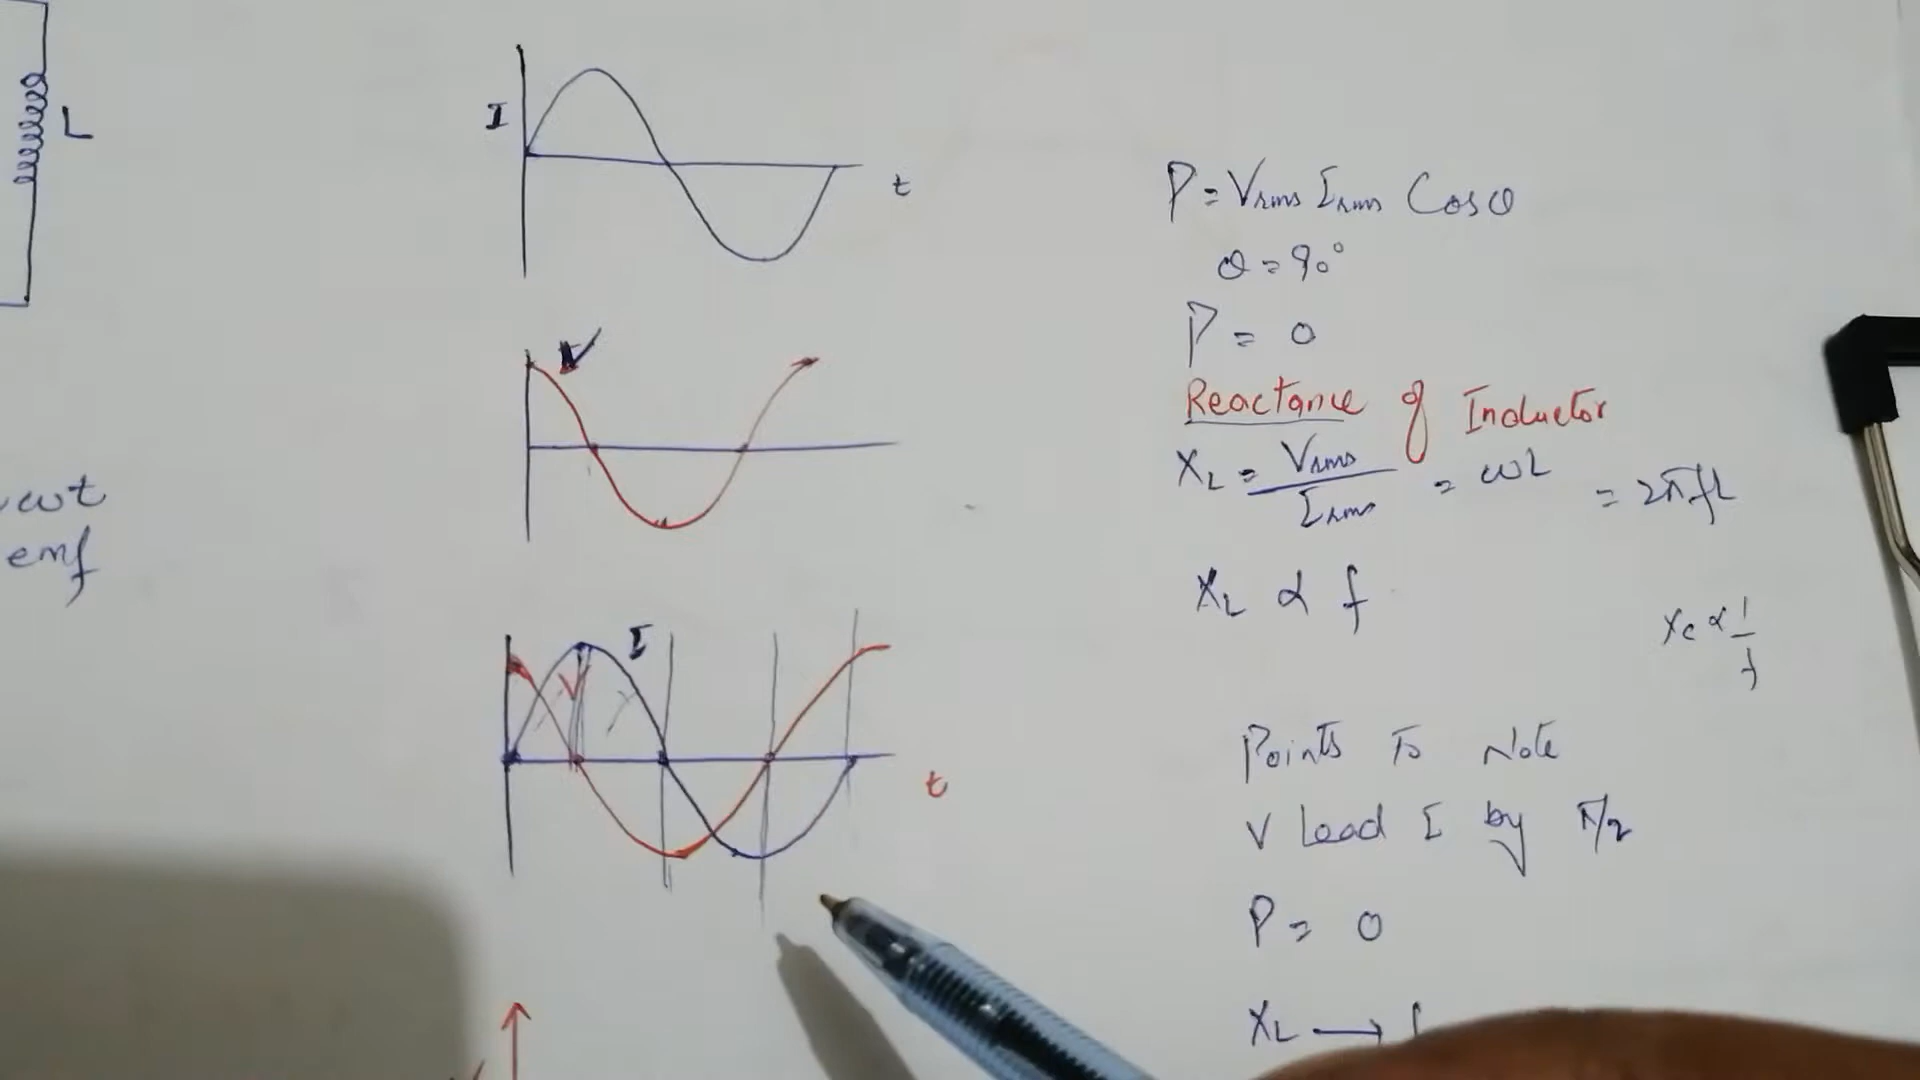 L
I
t
V
ωt
emf
I
V
t
P = Vrms Irms Cosθ
θ = 90°
P = 0
Reactance of Inductor
XL = Vrms / Irms = ωL = 2πfL
XL α f
Xc α 1/f
Points To Note
V Lead I by π/2
P = 0
XL →